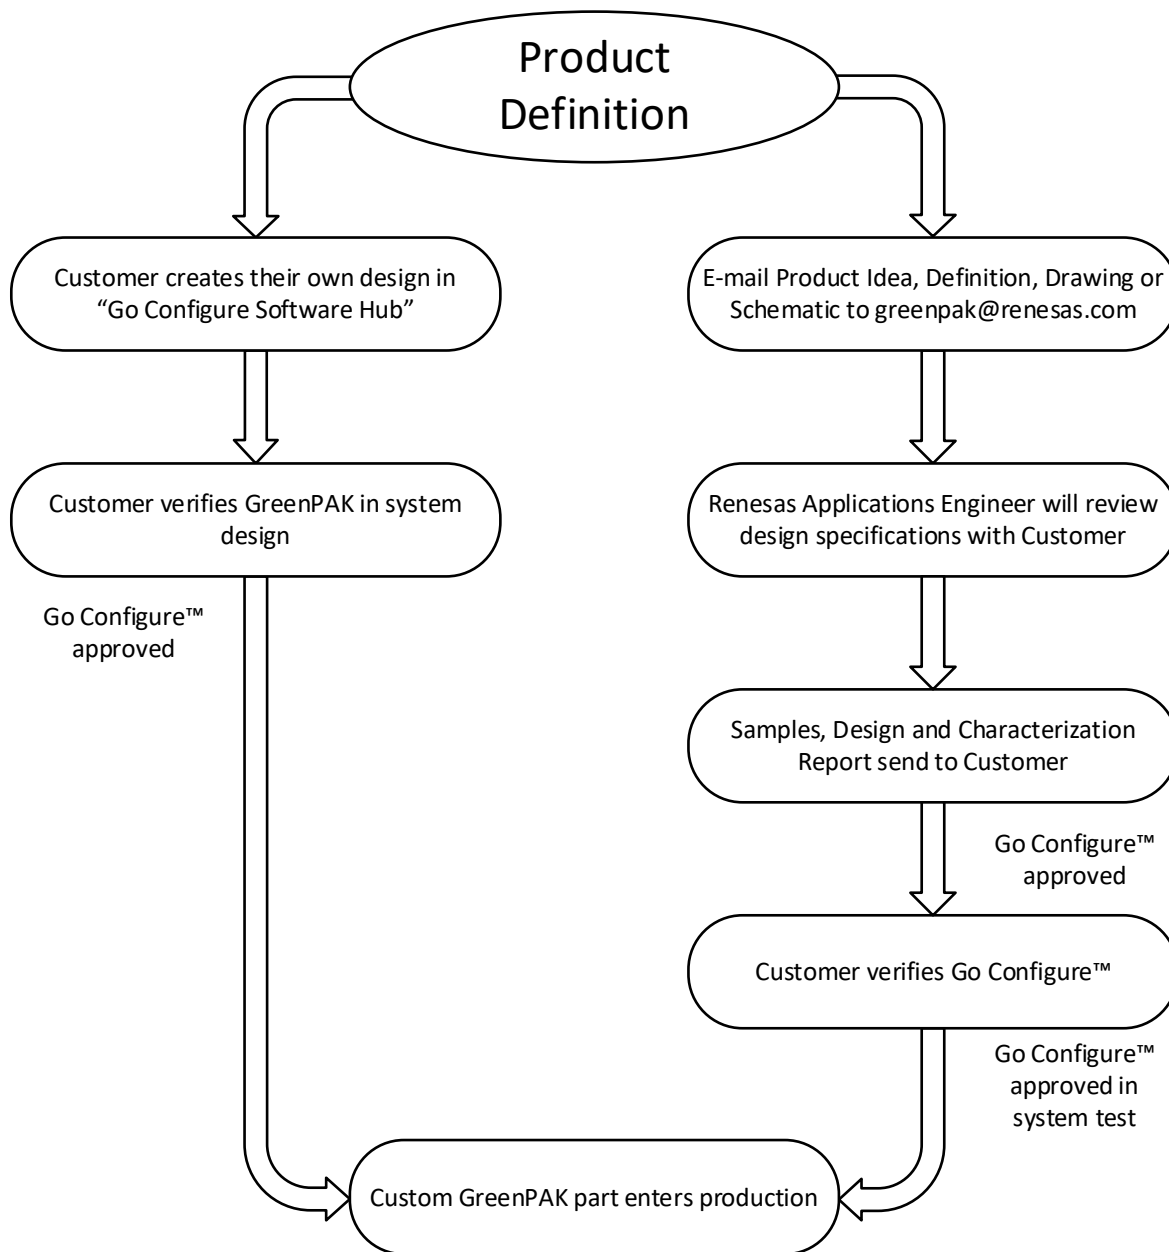 Product
Definition
Customer creates their own design in
“Go Configure Software Hub”
E-mail Product Idea, Definition, Drawing or
Schematic to greenpak@renesas.com
Customer verifies GreenPAK in system
design
Renesas Applications Engineer will review
design specifications with Customer
Go Configure™
approved
Samples, Design and Characterization
Report send to Customer
Go Configure™
approved
Customer verifies Go Configure™
Go Configure™
approved in
system test
Custom GreenPAK part enters production